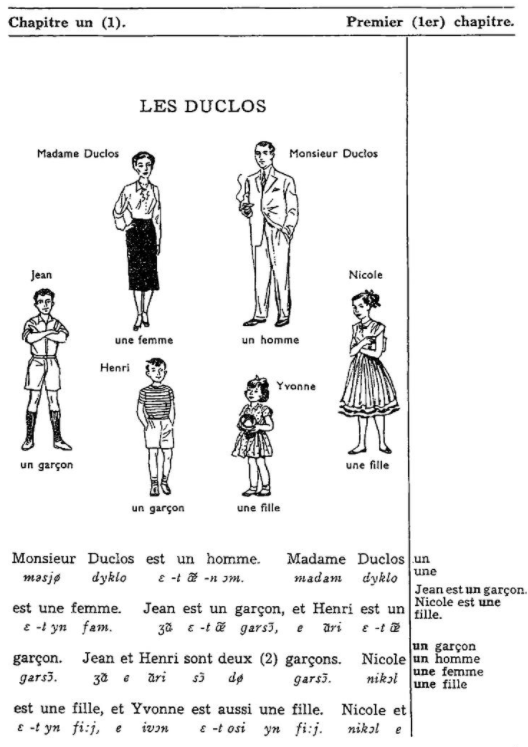 Chapitre un (1).
Premier (1er) chapitre.
LES DUCLOS
Madame Duclos
Monsieur Duclos
Jean
Nicole
une femme
un homme
Henri
Yvonne
un garçon
une fille
un garçon
une fille
Monsieur Duclos est un homme. Madame Duclos
məsjø dyklo ɛ -t œ̃ -n ɔm. madam dyklo
est une femme. Jean est un garçon, et Henri est un
ɛ -t yn fam. ʒɑ̃ ɛ -t œ̃ garsɔ̃, e ɑ̃ri ɛ -t œ̃
garçon. Jean et Henri sont deux (2) garçons. Nicole
garsɔ̃. ʒɑ̃ e ɑ̃ri sɔ̃ dø garsɔ̃. nikɔl
est une fille, et Yvonne est aussi une fille. Nicole et
ɛ -t yn fi:j, e ivɔn ɛ -t osi yn fi:j. nikɔl e
un
une
Jean est un garçon.
Nicole est une
fille.
un garçon
un homme
une femme
une fille